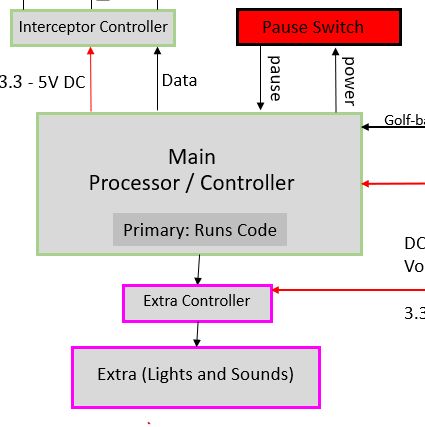 Interceptor Controller
Pause Switch
3.3 - 5V DC
Data
pause
power
Golf-ba
Main
Processor / Controller
Primary: Runs Code
DC
Vo
Extra Controller
3.3
Extra (Lights and Sounds)